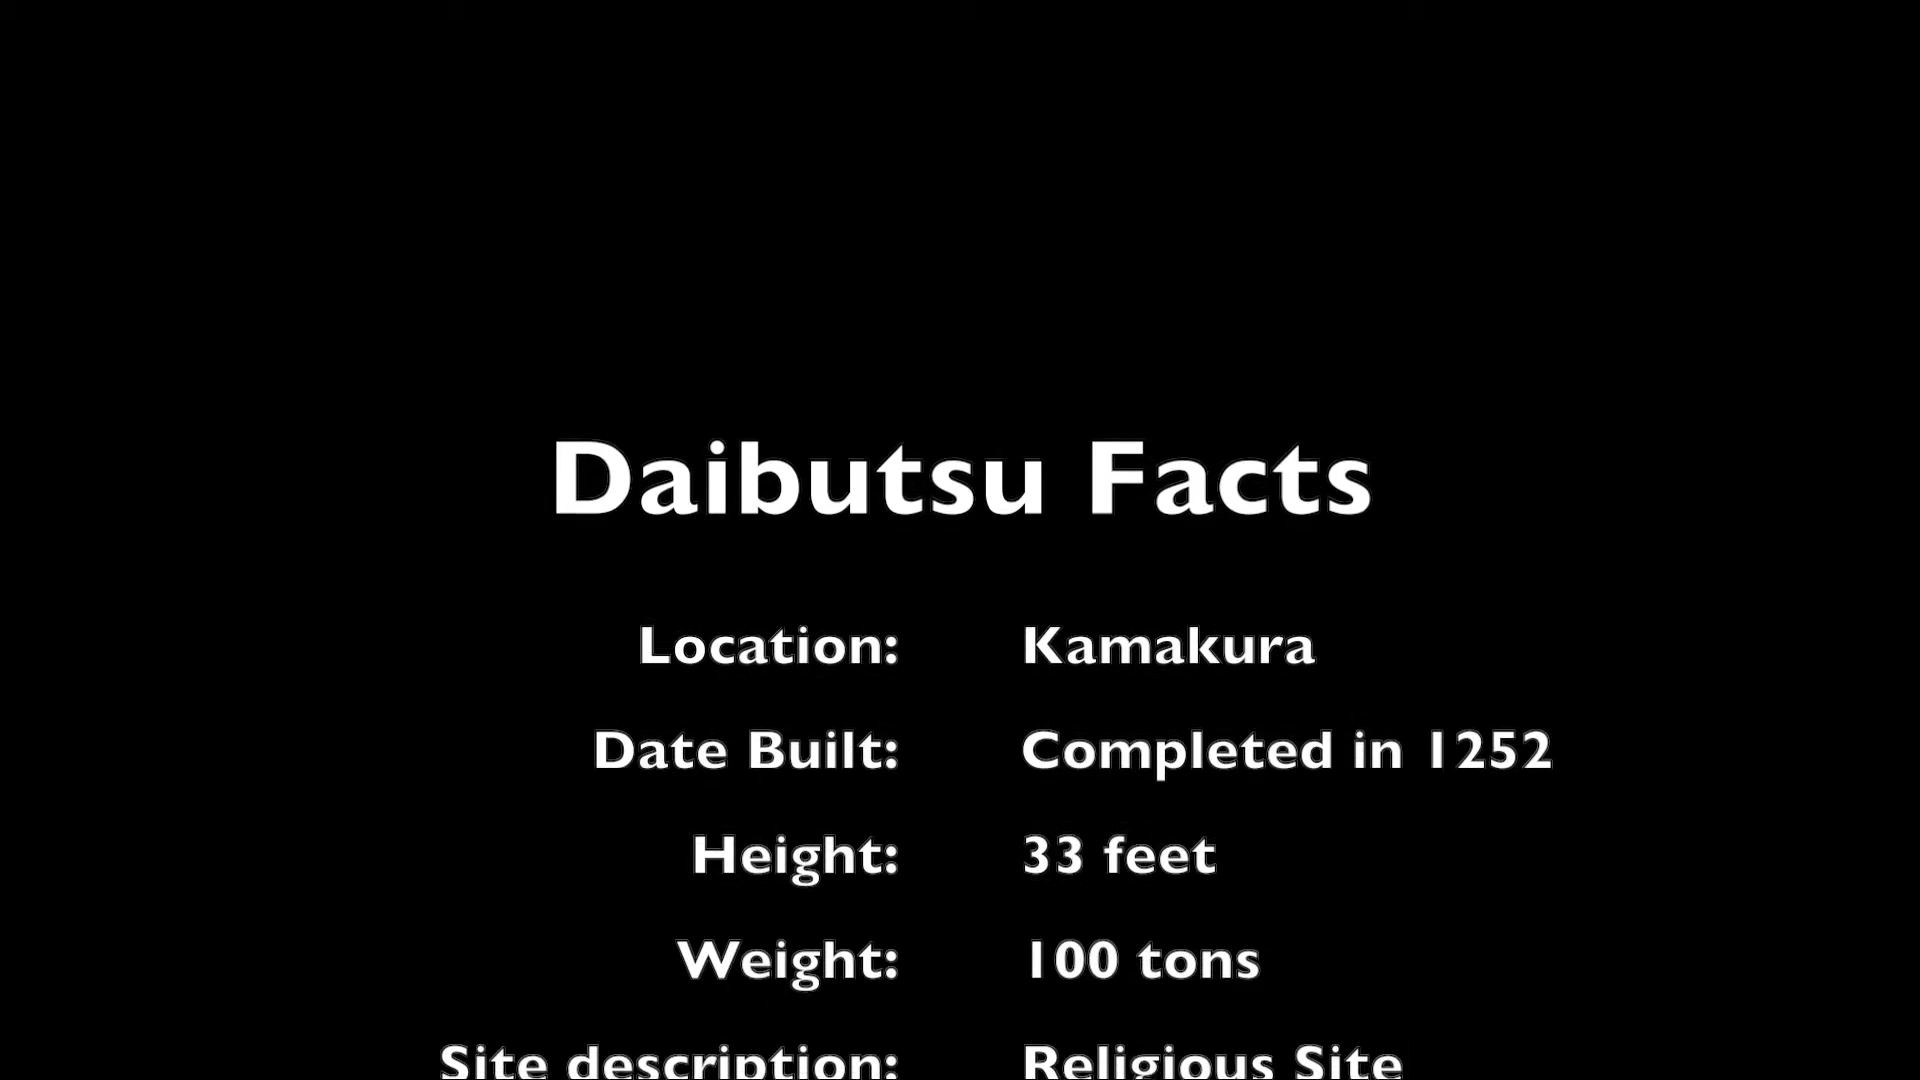 Daibutsu Facts
Location: Kamakura
Date Built: Completed in 1252
Height: 33 feet
Weight: 100 tons
Site description: Religious Site